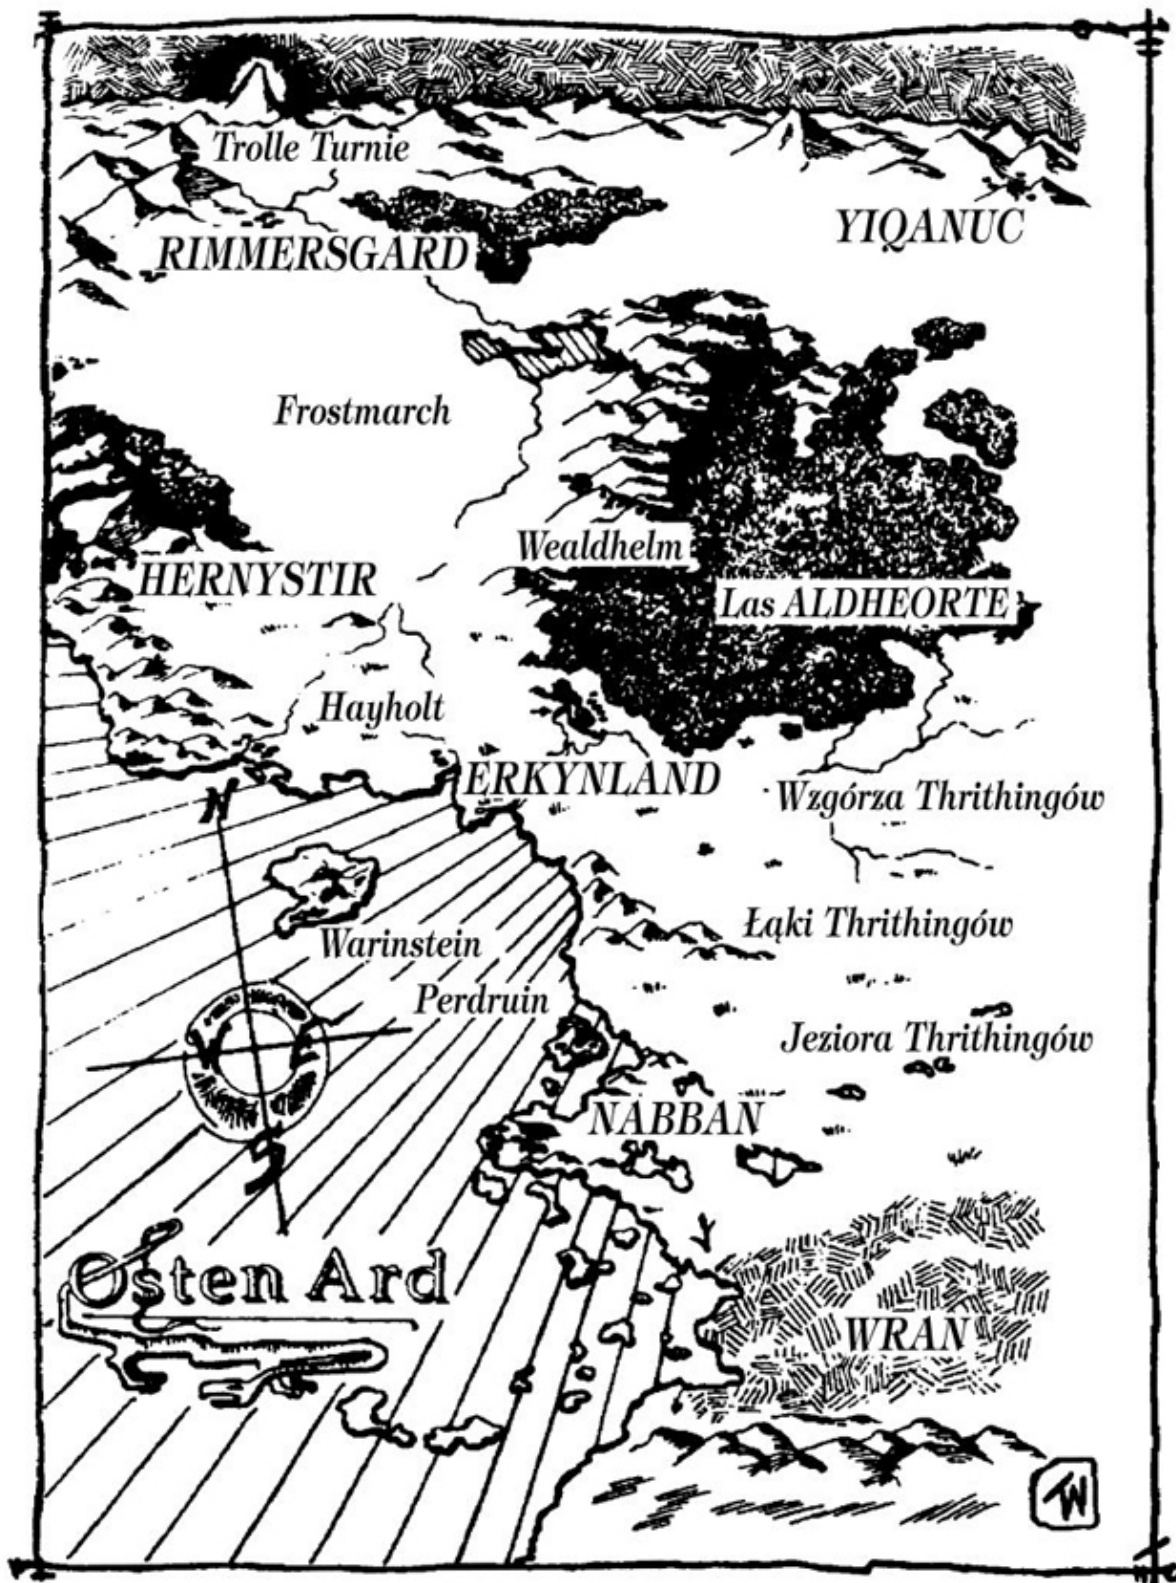 Trolle Turnie
YIQANUC
RIMMERSGARD
Frostmarch
Wealdhelm
HERNYSTIR
Las ALDHEORTE
Hayholt
ERKYNLAND
Wzgórza Thrithingów
N
Łąki Thrithingów
Warinstein
Perdruin
Jeziora Thrithingów
W E
NABBAN
S
Osten Ard
WRAN
TW